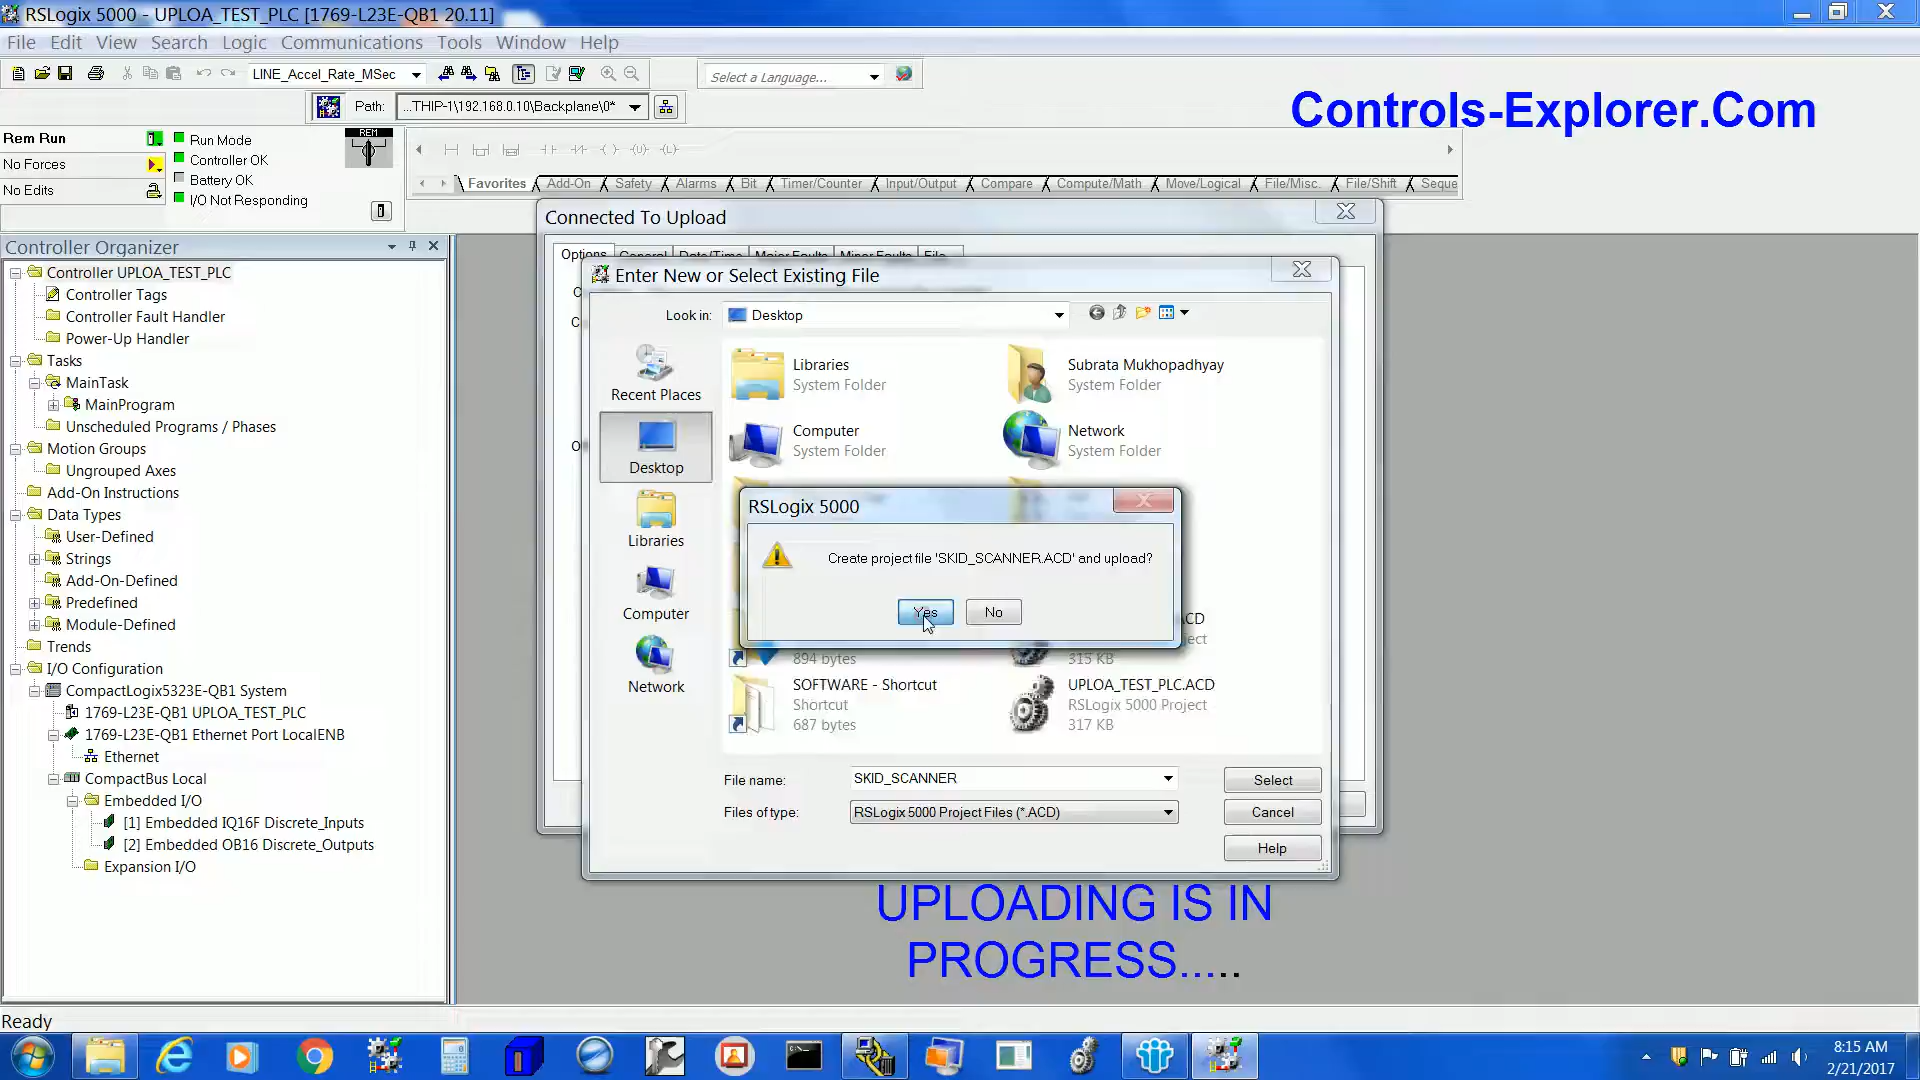 RSLogix 5000 - UPLOA_TEST_PLC [1769-L23E-QB1 20.11]
File Edit View Search Logic Communications Tools Window Help
LINE_Accel_Rate_MSec
Select a Language...
Path: ...THIP-1\192.168.0.10\Backplane\0*
Controls-Explorer.Com
Rem Run
No Forces
No Edits
Run Mode
Controller OK
Battery OK
I/O Not Responding
REM
Favorites Add-On Safety Alarms Bit Timer/Counter Input/Output Compare Compute/Math Move/Logical File/Misc. File/Shift Seque
Controller Organizer
Controller UPLOA_TEST_PLC
Controller Tags
Controller Fault Handler
Power-Up Handler
Tasks
MainTask
MainProgram
Unscheduled Programs / Phases
Motion Groups
Ungrouped Axes
Add-On Instructions
Data Types
User-Defined
Strings
Add-On-Defined
Predefined
Module-Defined
Trends
I/O Configuration
CompactLogix5323E-QB1 System
1769-L23E-QB1 UPLOA_TEST_PLC
1769-L23E-QB1 Ethernet Port LocalENB
Ethernet
CompactBus Local
Embedded I/O
[1] Embedded IQ16F Discrete_Inputs
[2] Embedded OB16 Discrete_Outputs
Expansion I/O
Connected To Upload
Options General Date/Time Major Faults Minor Faults File
Enter New or Select Existing File
Look in: Desktop
Recent Places
Desktop
Libraries
Computer
Network
Libraries
System Folder
Subrata Mukhopadhyay
System Folder
Computer
System Folder
Network
System Folder
RSLogix 5000
Create project file 'SKID_SCANNER.ACD' and upload?
Yes No
894 bytes
315 KB
SOFTWARE - Shortcut
Shortcut
687 bytes
UPLOA_TEST_PLC.ACD
RSLogix 5000 Project
317 KB
File name: SKID_SCANNER
Select
Files of type: RSLogix 5000 Project Files (*.ACD)
Cancel
Help
UPLOADING IS IN
PROGRESS.....
Ready
8:15 AM
2/21/2017